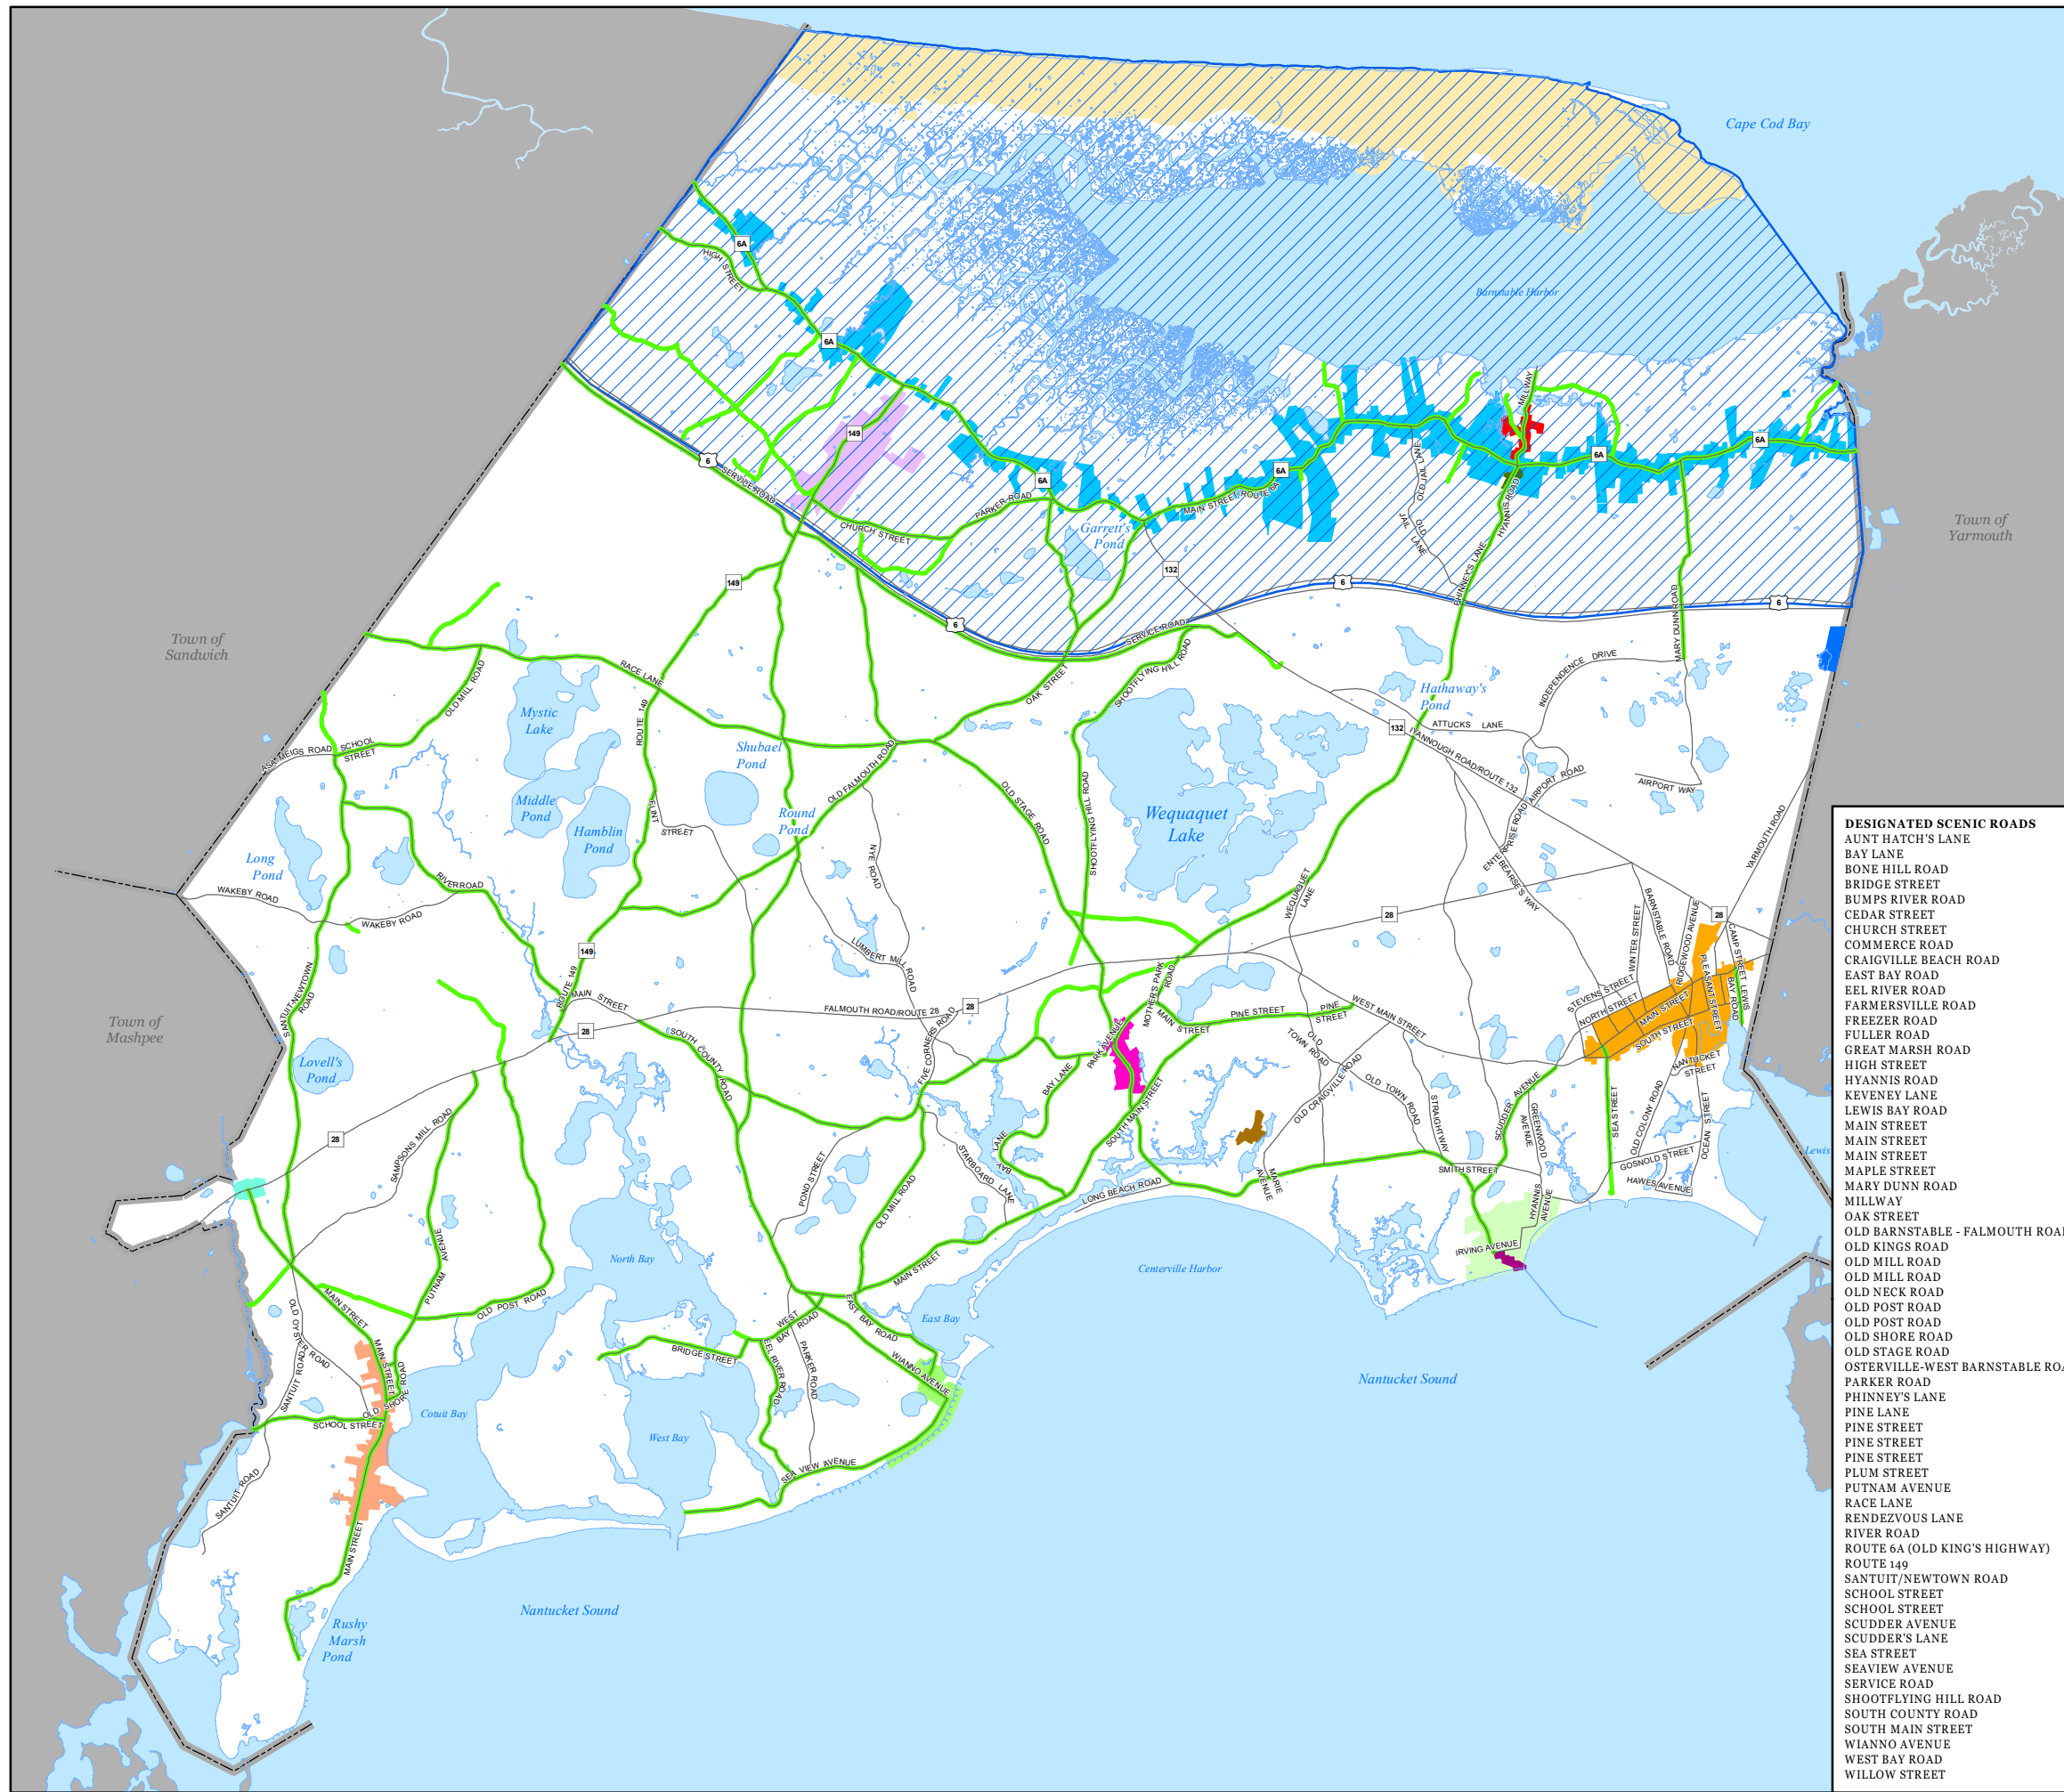 Cape Cod Bay
6A
HIGH STREET
Barnstable Harbor
6A
MILLWAY
149
6A
6A
6A
OLD JAIL LANE
6
SERVICE ROAD
6A
PARKER ROAD
MAIN STREET ROUTE 6A
HYANNIS ROAD
CHURCH STREET
Garrett's
Pond
OLD
JAIL LANE
Town of
Yarmouth
132
149
6
PHINNEY'S LANE
6
MARY DUNN ROAD
6
Town of
Sandwich
SERVICE ROAD
RACE LANE
OLD MILL ROAD
OAK STREET
SHOOTFLYING HILL ROAD
INDEPENDENCE DRIVE
Hathaway's
Pond
Mystic
Lake
ROUTE 149
ASA MEIGS ROAD
SCHOOL
STREET
Shubael
Pond
132
ATTUCKS LANE
IYANNOUGH ROAD/ROUTE 132
OLD FALMOUTH ROAD
OLD STAGE ROAD
SHOOTFLYING HILL ROAD
AIRPORT ROAD
AIRPORT WAY
Middle
Pond
Hamblin
Pond
FLINT
STREET
Round
Pond
Wequaquet
Lake
ENTERPRISE ROAD
YARMOUTH ROAD
Long
Pond
NYE ROAD
BEARSE'S WAY
WAKEBY ROAD
RIVER ROAD
WEQUAQUET
LANE
WAKEBY ROAD
28
28
BARNSTABLE ROAD
WINTER STREET
RIDGEWOOD AVENUE
CAMP STREET
149
LUMBERT MILL ROAD
SANTUIT-NEWTOWN
ROAD
ROUTE 149
MAIN STREET
MOTHER'S PARK
ROAD
PLEASANT STREET
LEWIS
BAY ROAD
STEVENS STREET
NORTH STREET
MAIN STREET
SOUTH STREET
Town of
Mashpee
28
FALMOUTH ROAD/ROUTE 28
28
MAIN
STREET
PINE STREET
PINE
STREET
WEST MAIN STREET
SOUTH COUNTY ROAD
FIVE CORNERS ROAD
PARK AVENUE
OLD
TOWN ROAD
Lovell's
Pond
BAY LANE
NANTUCKET
STREET
OLD CRAIGVILLE ROAD
OLD TOWN ROAD
28
SAMPSONS MILL ROAD
SOUTH MAIN STREET
STRAIGHTWAY
SCUDDER AVENUE
GREENWOOD
AVENUE
SEA STREET
OLD COLONY ROAD
OCEAN STREET
BAY
LANE
POND STREET
STARBOARD LANE
SMITH STREET
GOSNOLD STREET
HAWES AVENUE
Lewis
MARIE
AVENUE
LONG BEACH ROAD
OLD MILL ROAD
HYANNIS
AVENUE
PUTNAM
AVENUE
North Bay
MAIN STREET
Centerville Harbor
IRVING AVENUE
OLD OYSTER ROAD
MAIN STREET
OLD POST ROAD
WEST
BAY ROAD
EAST
BAY ROAD
East Bay
BRIDGE STREET
EEL RIVER ROAD
PARKER ROAD
WIANNO AVENUE
SANTUIT ROAD
MAIN STREET
OLD SHORE ROAD
Nantucket Sound
Cotuit Bay
SCHOOL STREET
West Bay
SEA VIEW AVENUE
SANTUIT ROAD
MAIN STREET
Nantucket Sound
Rushy
Marsh
Pond
DESIGNATED SCENIC ROADS
AUNT HATCH'S LANE
BAY LANE
BONE HILL ROAD
BRIDGE STREET
BUMPS RIVER ROAD
CEDAR STREET
CHURCH STREET
COMMERCE ROAD
CRAIGVILLE BEACH ROAD
EAST BAY ROAD
EEL RIVER ROAD
FARMERSVILLE ROAD
FREEZER ROAD
FULLER ROAD
GREAT MARSH ROAD
HIGH STREET
HYANNIS ROAD
KEVENEY LANE
LEWIS BAY ROAD
MAIN STREET
MAIN STREET
MAIN STREET
MAPLE STREET
MARY DUNN ROAD
MILLWAY
OAK STREET
OLD BARNSTABLE - FALMOUTH ROAD
OLD KINGS ROAD
OLD MILL ROAD
OLD MILL ROAD
OLD NECK ROAD
OLD POST ROAD
OLD POST ROAD
OLD SHORE ROAD
OLD STAGE ROAD
OSTERVILLE-WEST BARNSTABLE ROA
PARKER ROAD
PHINNEY'S LANE
PINE LANE
PINE STREET
PINE STREET
PINE STREET
PLUM STREET
PUTNAM AVENUE
RACE LANE
RENDEZVOUS LANE
RIVER ROAD
ROUTE 6A (OLD KING'S HIGHWAY)
ROUTE 149
SANTUIT/NEWTOWN ROAD
SCHOOL STREET
SCHOOL STREET
SCUDDER AVENUE
SCUDDER'S LANE
SEA STREET
SEAVIEW AVENUE
SERVICE ROAD
SHOOTFLYING HILL ROAD
SOUTH COUNTY ROAD
SOUTH MAIN STREET
WIANNO AVENUE
WEST BAY ROAD
WILLOW STREET